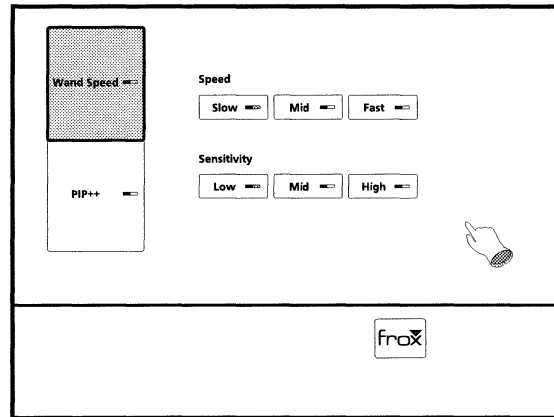 Wand Speed
PIP++
Speed
Slow Mid Fast
Sensitivity
Low Mid High
frox